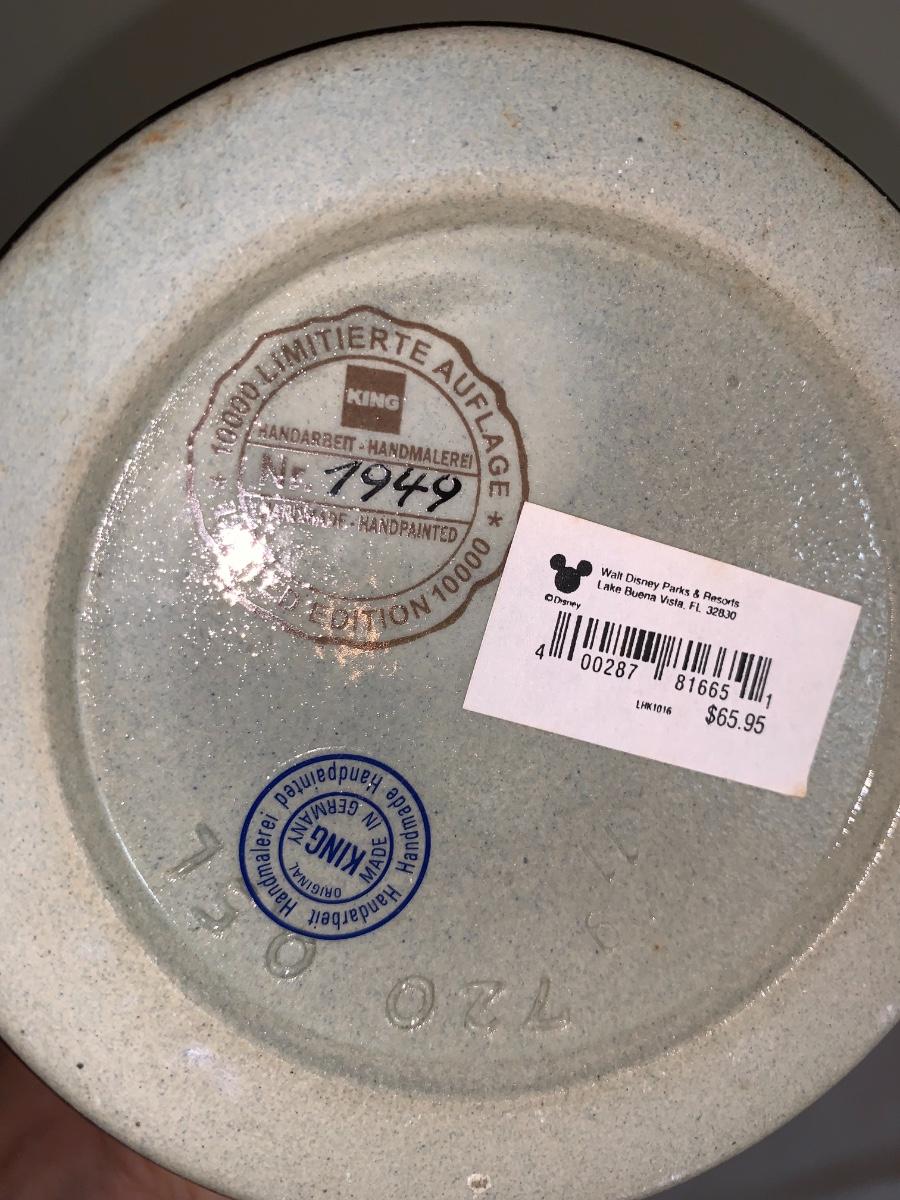 * 10000 LIMITIERTE AUFLAGE *
KING
HANDARBEIT - HANDMALEREI
Nr. 1949
HANDMADE - HANDPAINTED
EDITION 10000
Walt Disney Parks & Resorts
Lake Buena Vista, FL 32830
©Disney
4 00287 81665 1
LHK1016
$65.95
Handarbeit Handmalerei Handpainted Handmade
ORIGINAL
KING
MADE IN GERMANY
720